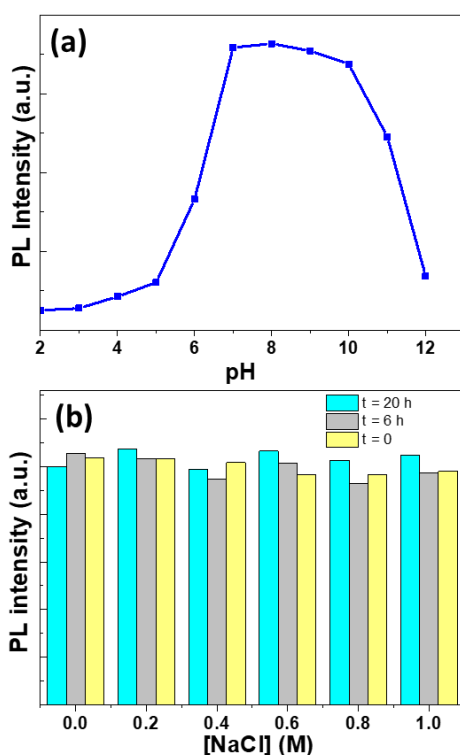 (a)
PL Intensity (a.u.)
2 4 6 8 10 12
pH
(b)
t = 20 h
t = 6 h
t = 0
PL intensity (a.u.)
0.0 0.2 0.4 0.6 0.8 1.0
[NaCl] (M)